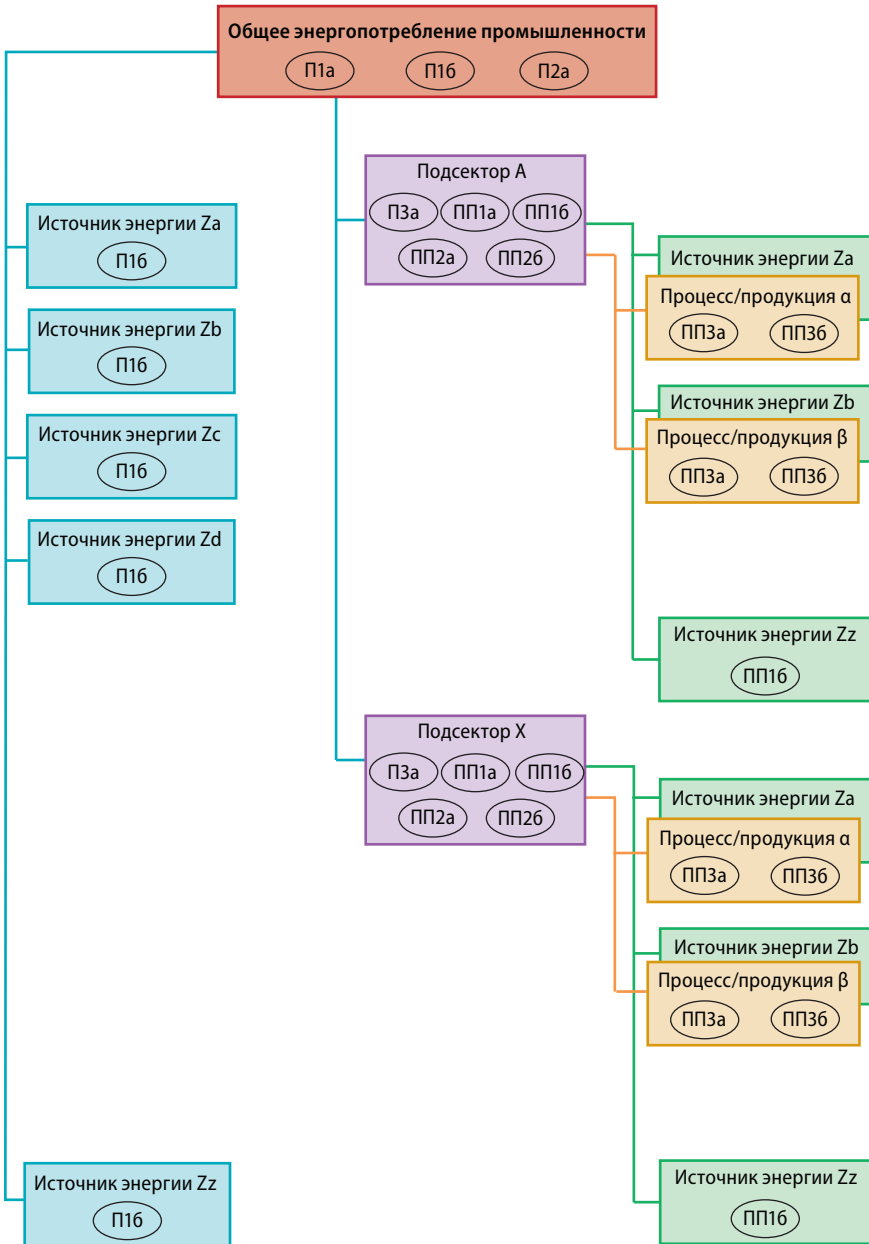 Общее энергопотребление промышленности
П1а П1б П2а
Источник энергии Za
П1б
Источник энергии Zb
П1б
Источник энергии Zc
П1б
Источник энергии Zd
П1б
Источник энергии Zz
П1б
Подсектор А
П3а ПП1а ПП1б
ПП2а ПП2б
Источник энергии Za
Процесс/продукция α
ПП3а ПП3б
Источник энергии Zb
Процесс/продукция β
ПП3а ПП3б
Источник энергии Zz
ПП1б
Подсектор X
П3а ПП1а ПП1б
ПП2а ПП2б
Источник энергии Za
Процесс/продукция α
ПП3а ПП3б
Источник энергии Zb
Процесс/продукция β
ПП3а ПП3б
Источник энергии Zz
ПП1б